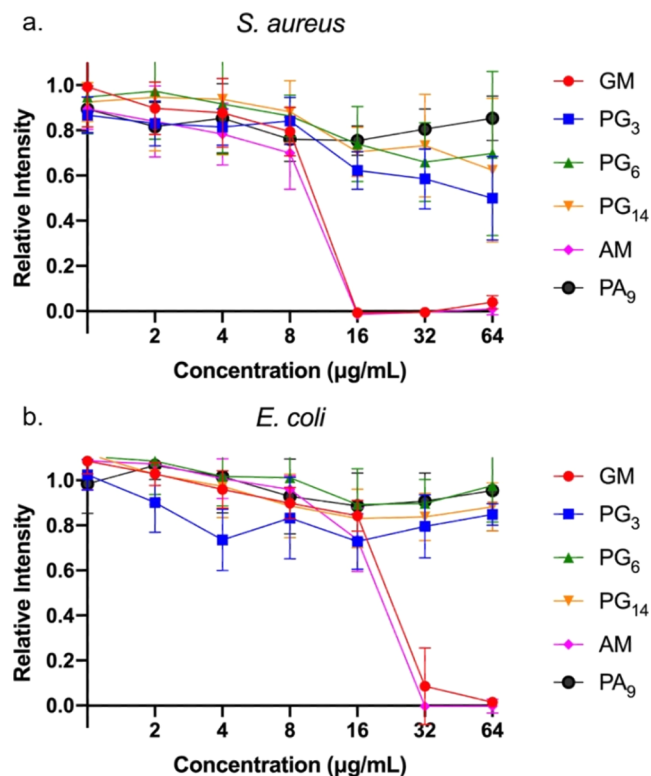 a.
S. aureus
Relative Intensity
1.0
0.8
0.6
0.4
0.2
0.0
2 4 8 16 32 64
Concentration (µg/mL)
GM
PG3
PG6
PG14
AM
PA9
b.
E. coli
Relative Intensity
1.0
0.8
0.6
0.4
0.2
0.0
2 4 8 16 32 64
Concentration (µg/mL)
GM
PG3
PG6
PG14
AM
PA9